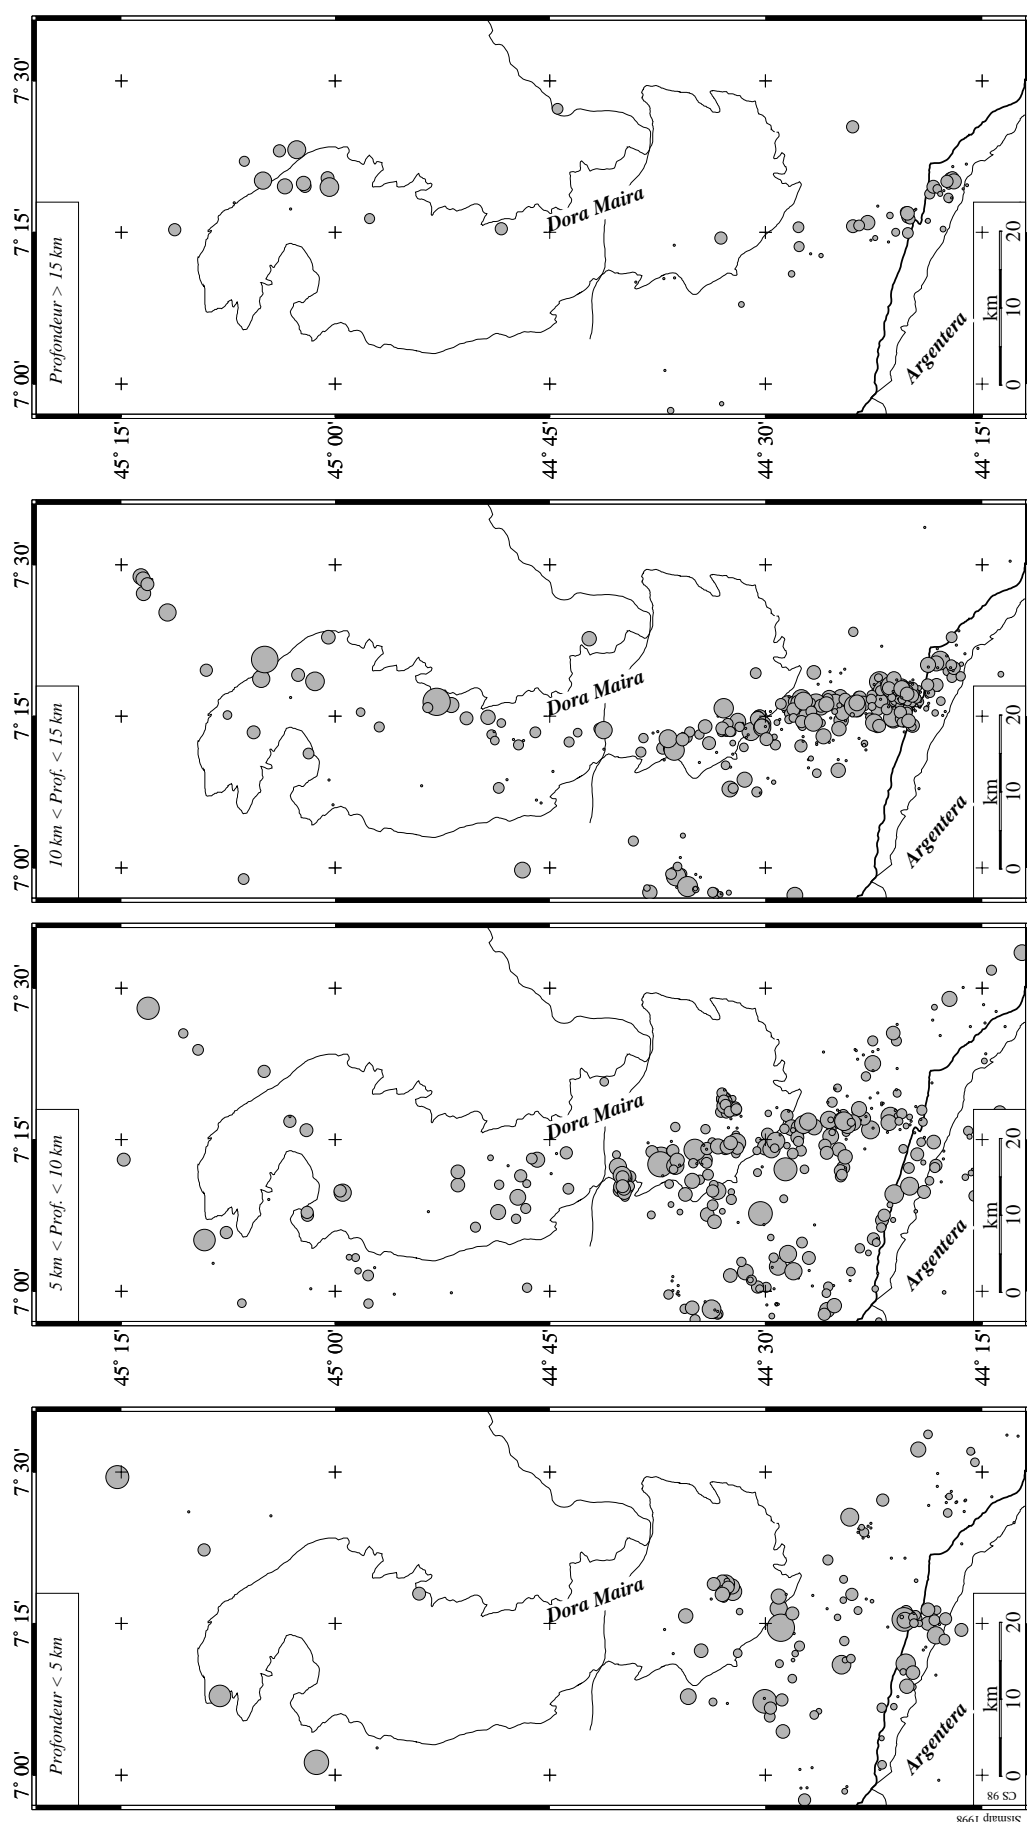 7° 30'
7° 15'
7° 00'
Profondeur > 15 km
Dora Maira
Argentera
km
0 10 20
45° 15'
45° 00'
44° 45'
44° 30'
44° 15'
7° 30'
7° 15'
7° 00'
10 km < Prof. < 15 km
Dora Maira
Argentera
km
0 10 20
7° 30'
7° 15'
7° 00'
5 km < Prof. < 10 km
Dora Maira
Argentera
km
0 10 20
45° 15'
45° 00'
44° 45'
44° 30'
44° 15'
7° 30'
7° 15'
7° 00'
Profondeur < 5 km
Dora Maira
Argentera
km
0 10 20
CS 98
Sismalp 1998